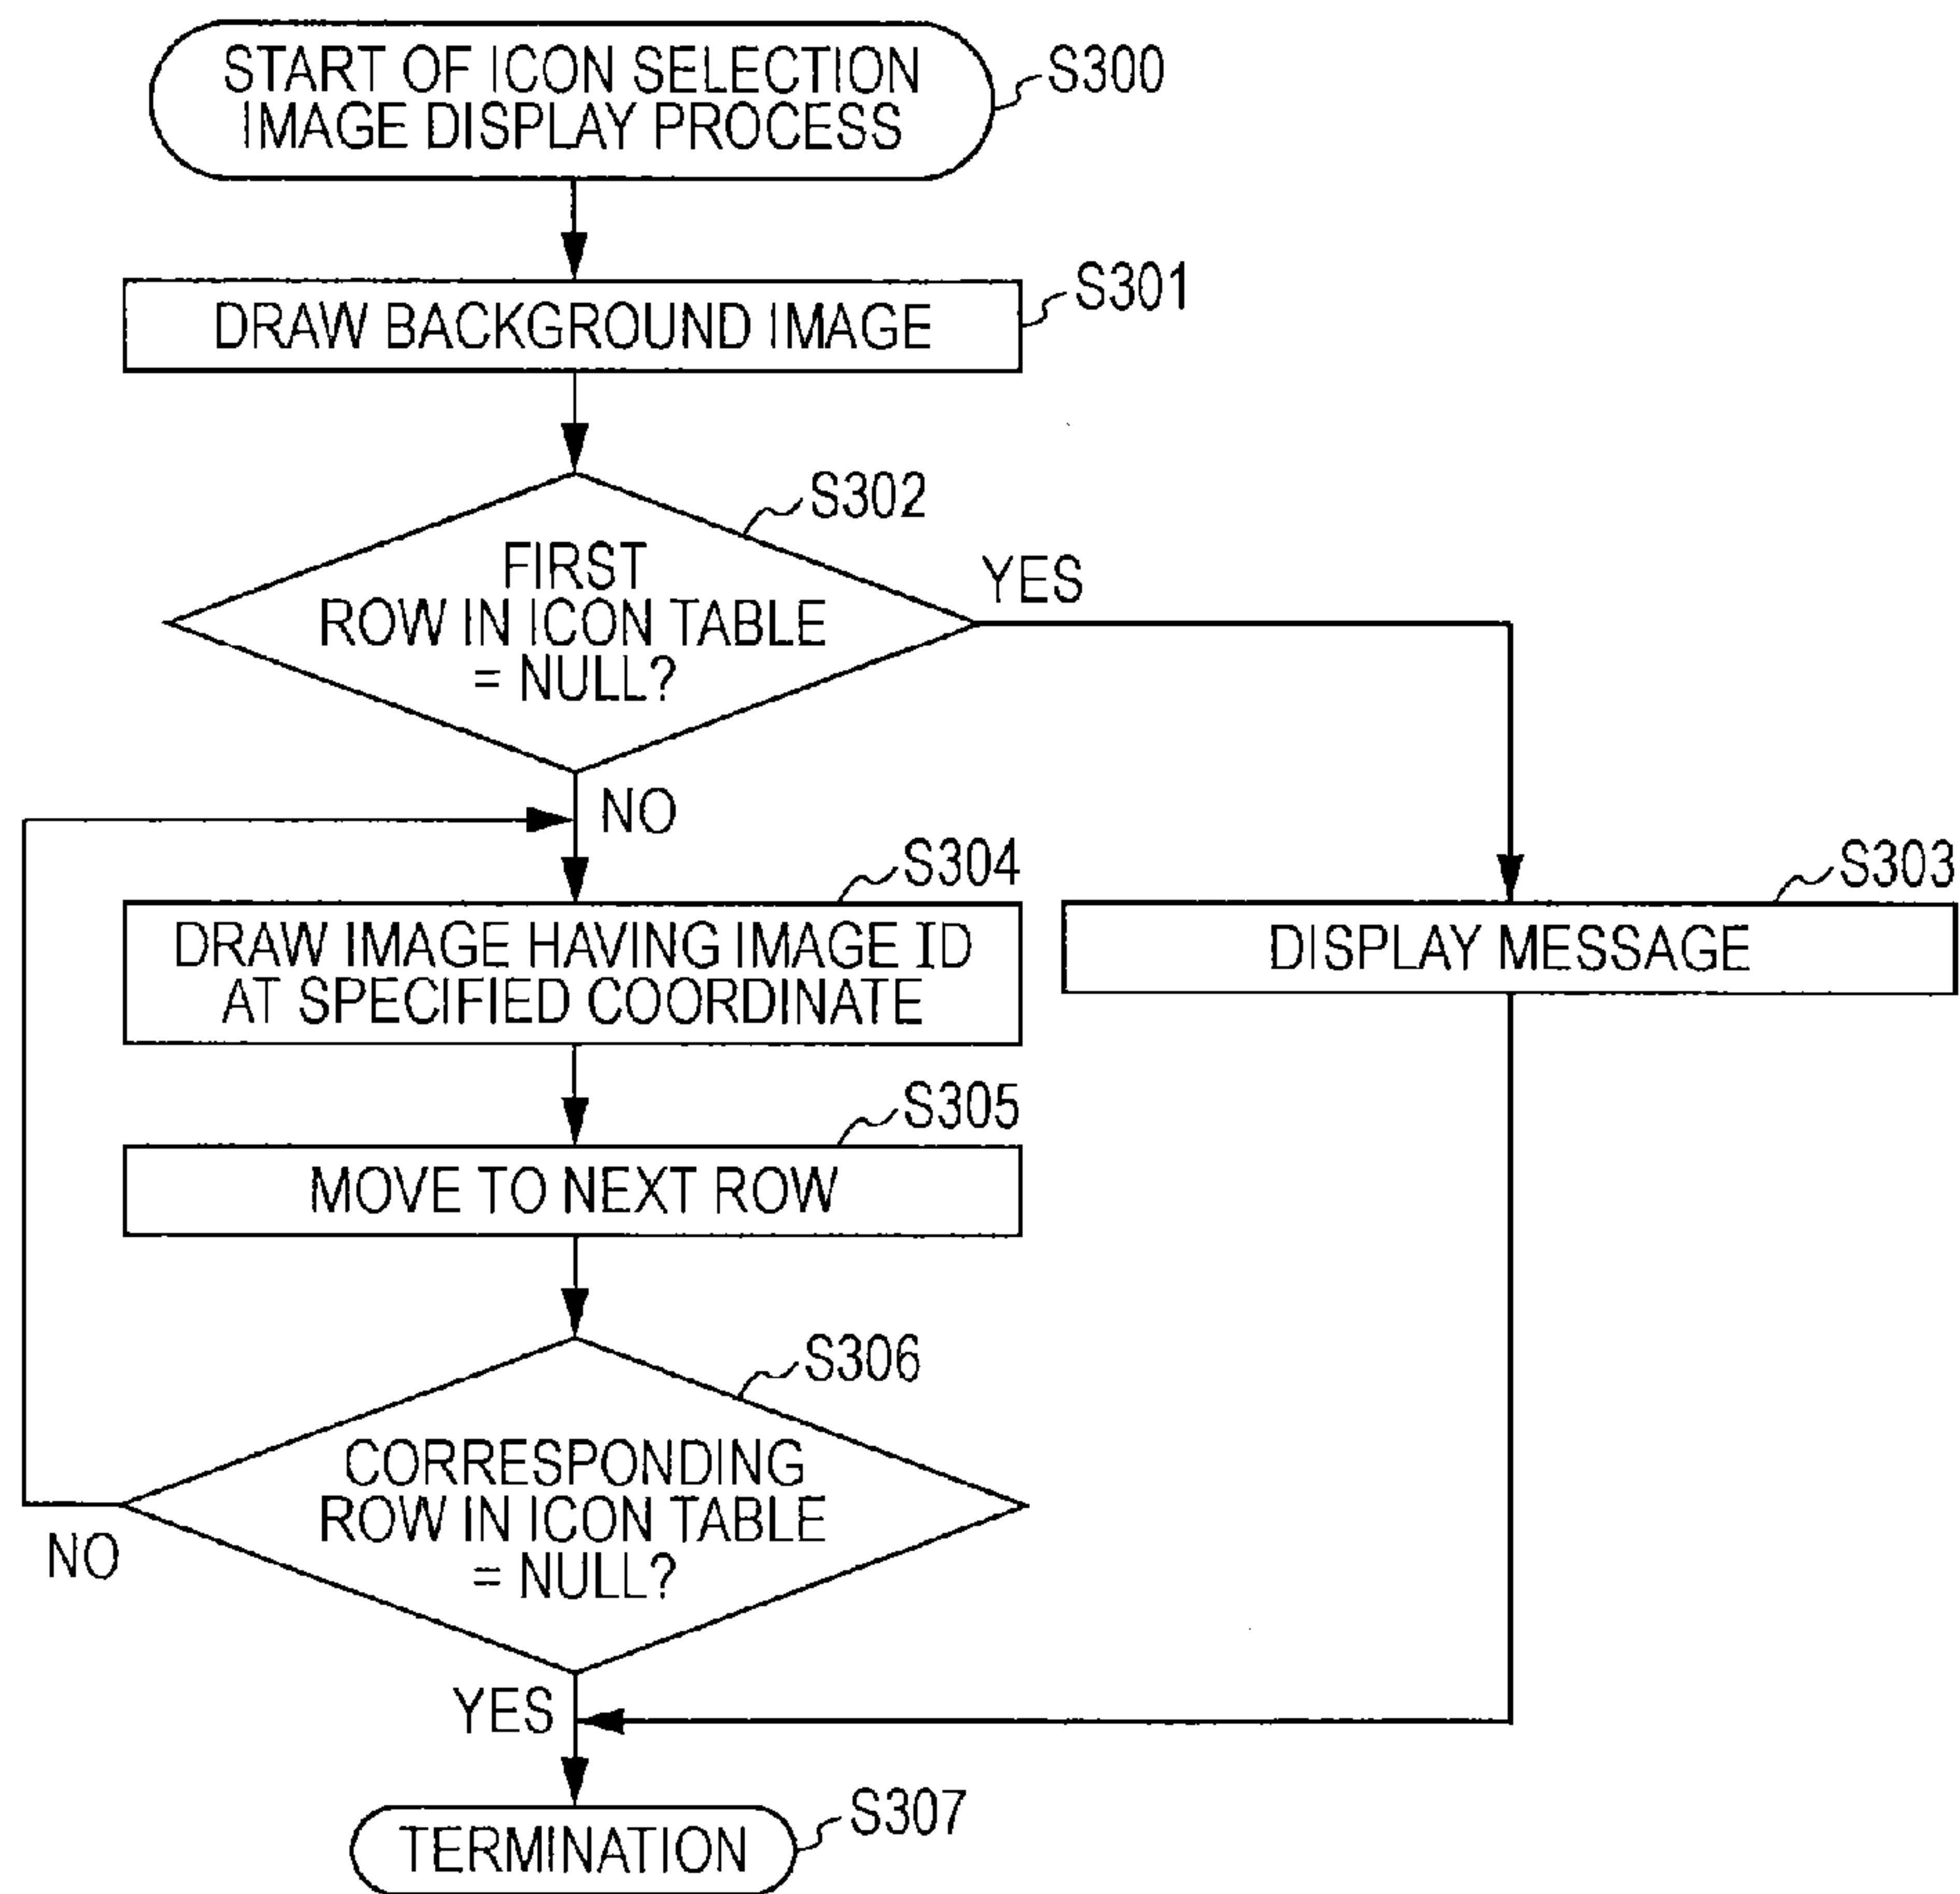 START OF ICON SELECTION
IMAGE DISPLAY PROCESS
S300
DRAW BACKGROUND IMAGE
S301
S302
FIRST
ROW IN ICON TABLE
= NULL?
YES
NO
S304
DRAW IMAGE HAVING IMAGE ID
AT SPECIFIED COORDINATE
S303
DISPLAY MESSAGE
S305
MOVE TO NEXT ROW
S306
CORRESPONDING
ROW IN ICON TABLE
= NULL?
NO
YES
TERMINATION
S307